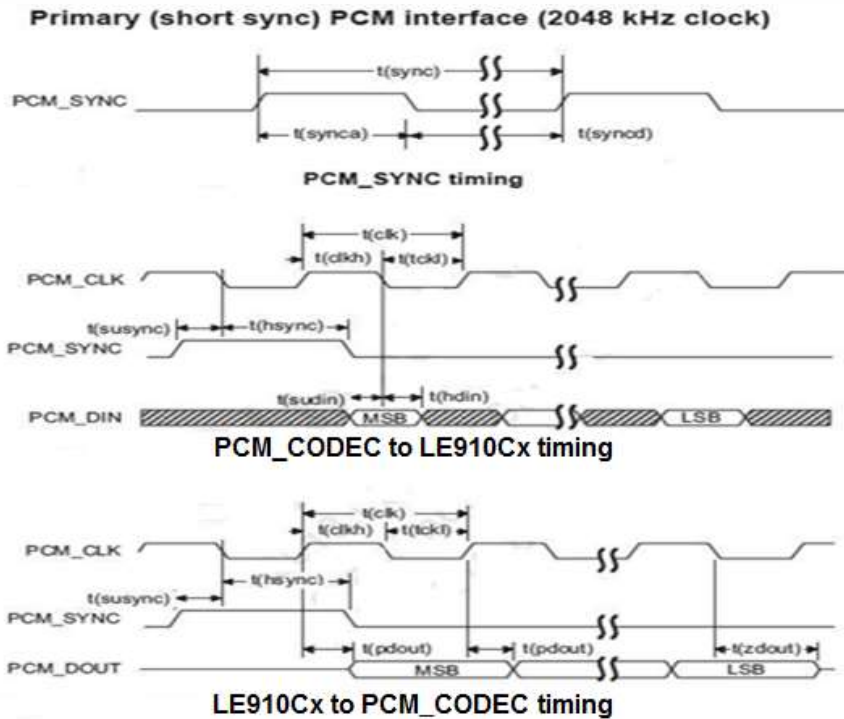 Primary (short sync) PCM interface (2048 kHz clock)
t(sync)
PCM_SYNC
t(synca)
t(syncd)
PCM_SYNC timing
t(clk)
t(clkh)
t(tckl)
PCM_CLK
t(susync)
t(hsync)
PCM_SYNC
t(sudin)
t(hdin)
PCM_DIN
MSB
LSB
PCM_CODEC to LE910Cx timing
t(clk)
t(clkh)
t(tckl)
PCM_CLK
t(hsync)
t(susync)
PCM_SYNC
t(pdout)
t(pdout)
t(zdout)
PCM_DOUT
MSB
LSB
LE910Cx to PCM_CODEC timing